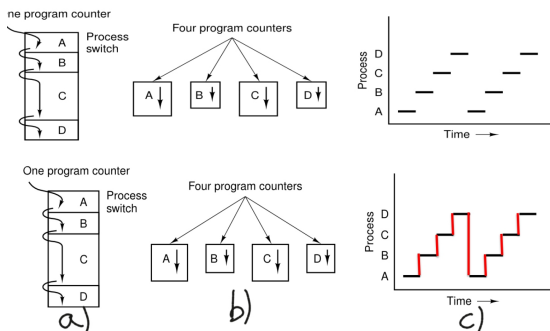 ne program counter
Process
switch
A
B
C
D
Four program counters
A
B
C
D
Process
D
C
B
A
Time
One program counter
Process
switch
A
B
C
D
a)
Four program counters
A
B
C
D
b)
Process
D
C
B
A
Time
c)